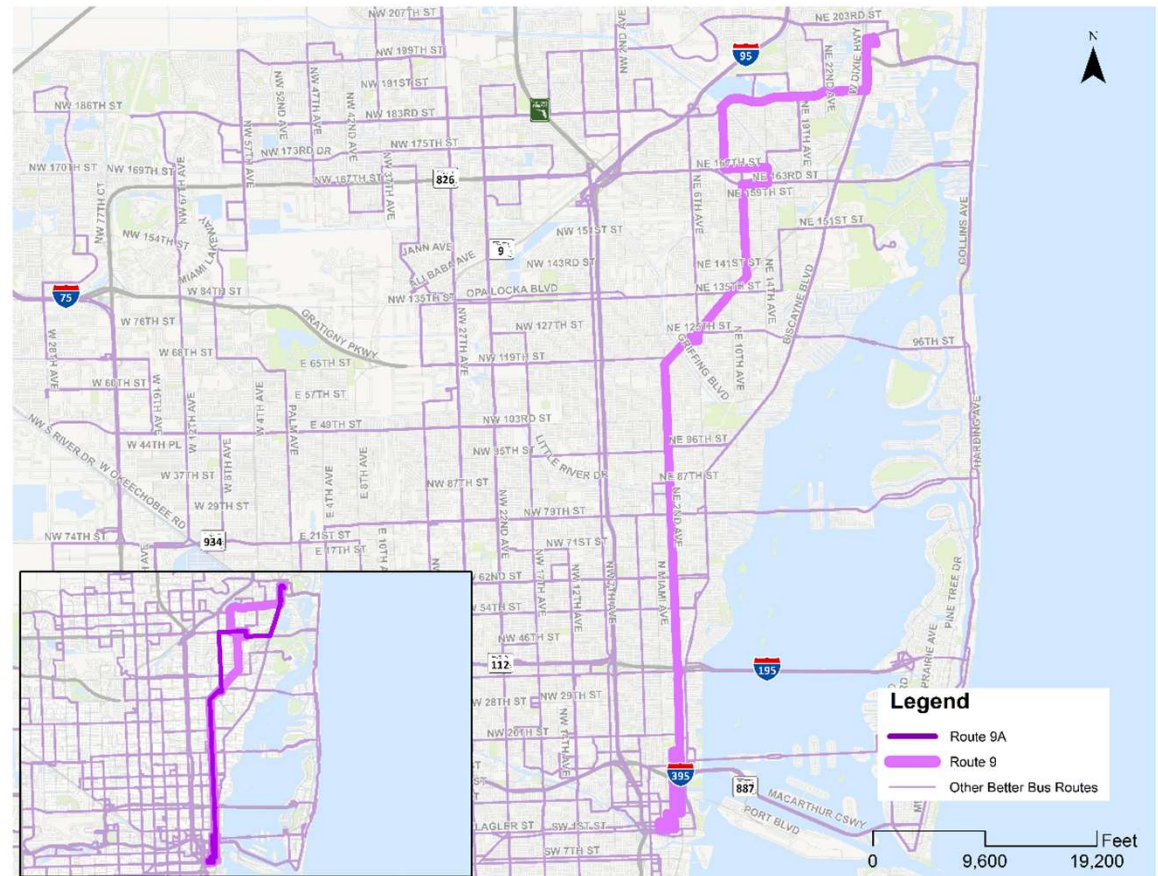 NW 207TH ST
NE 203RD ST
N
NW 199TH ST
NW 2ND AVE
95
NE 22ND AVE
W DIXIE HWY
NW 52ND AVE
NW 47TH ST
NW 42ND AVE
NW 191ST ST
NW 186TH ST
NW 183RD ST
NW 57TH ST
NW 175TH ST
NW 173RD DR
NE 19TH AVE
NW 170TH ST
NW 169TH ST
NW 67TH AVE
NW 187TH ST
826
NE 167TH ST
NE 163RD ST
NE 159TH ST
NE 6TH AVE
NW 77TH CT
NW 154TH ST
MIAMI LAKEWAY
JANN AVE
ALI BABA AVE
9
NW 151ST ST
NE 151ST ST
COLLINS AVE
W 84TH ST
NW 143RD ST
NE 141ST ST
NE 14TH AVE
75
NW 135TH ST
OPA LOCKA BLVD
NE 135TH ST
W 76TH ST
GRATIGNY PKWY
NW 27TH AVE
NW 127TH ST
NE 125TH ST
GRIFFING BLVD
NE 10TH AVE
BISCAYNE BLVD
96TH ST
W 28TH AVE
W 68TH ST
E 65TH ST
NW 119TH ST
W 60TH ST
W 16TH AVE
W 12TH AVE
W 4TH AVE
PALM AVE
E 57TH ST
HARDING AVE
E 49TH ST
NW 103RD ST
NW S RIVER DR
W OKEECHOBEE RD
W 44TH PL
W 8TH AVE
NW 95TH ST
LITTLE RIVER DR
NE 96TH ST
W 37TH ST
E 4TH AVE
E 8TH AVE
NW 87TH ST
NE 87TH ST
NW 22ND AVE
NE 2ND AVE
W 29TH ST
NW 79TH ST
NW 74TH ST
934
E 21ST ST
E 17TH ST
E 10TH AVE
NW 71ST ST
NW 17TH AVE
NW 12TH AVE
NW 7TH AVE
N MIAMI AVE
62ND ST
54TH ST
PINE TREE DR
PRAIRIE AVE
NW 46TH ST
112
195
NW 29TH ST
NW 28TH ST
NW 20TH ST
395
887
MACARTHUR CSWY
PORT BLVD
LAGLER ST
SW 1ST ST
SW 7TH ST
Legend
Route 9A
Route 9
Other Better Bus Routes
Feet
0 9,600 19,200